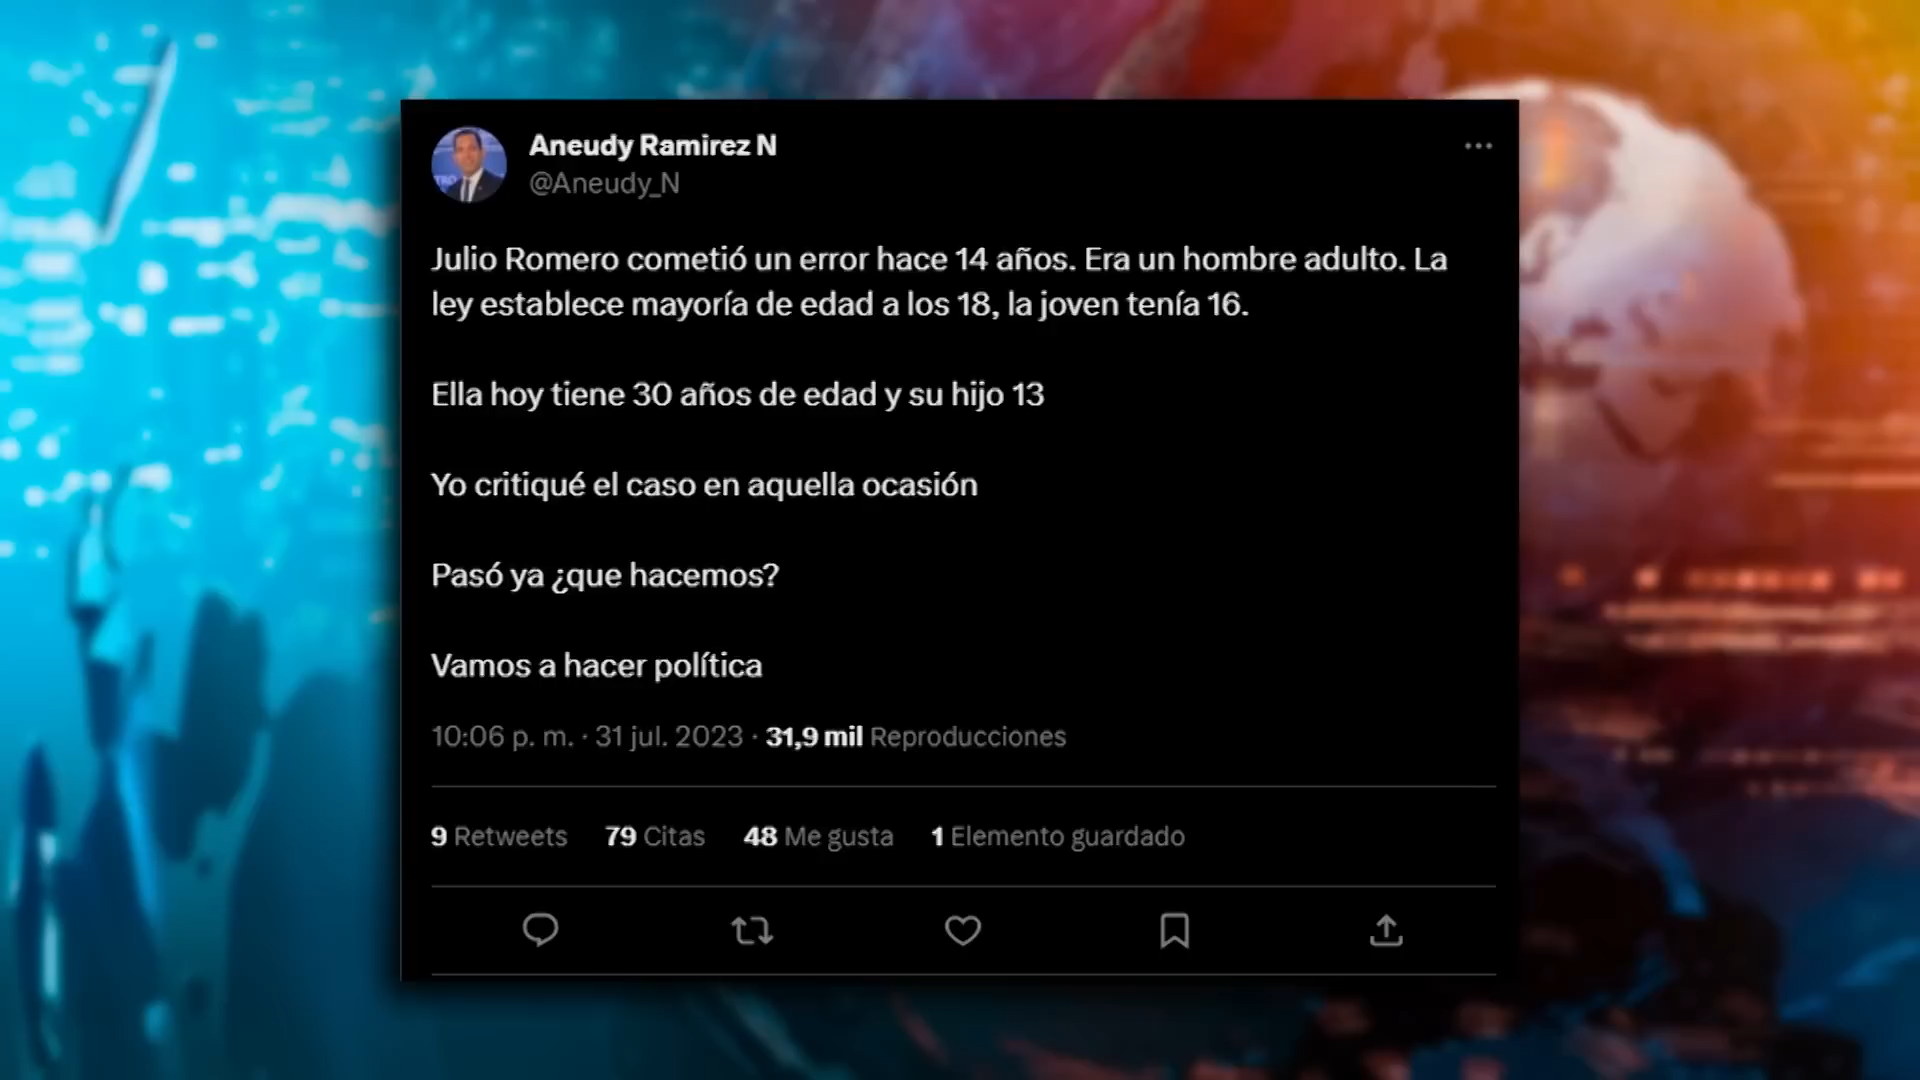 Aneudy Ramirez N
@Aneudy_N
Julio Romero cometió un error hace 14 años. Era un hombre adulto. La
ley establece mayoría de edad a los 18, la joven tenía 16.
Ella hoy tiene 30 años de edad y su hijo 13
Yo critiqué el caso en aquella ocasión
Pasó ya ¿que hacemos?
Vamos a hacer política
10:06 p. m. · 31 jul. 2023 · 31,9 mil Reproducciones
9 Retweets 79 Citas 48 Me gusta 1 Elemento guardado